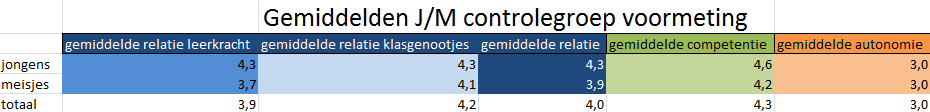 Gemiddelden J/M controlegroep voormeting
gemiddelde relatie leerkracht gemiddelde relatie klasgenootjes gemiddelde relatie gemiddelde competentie gemiddelde autonomie
jongens 4,3 4,3 4,3 4,6 3,0
meisjes 3,7 4,1 3,9 4,2 3,0
totaal 3,9 4,2 4,0 4,3 3,0